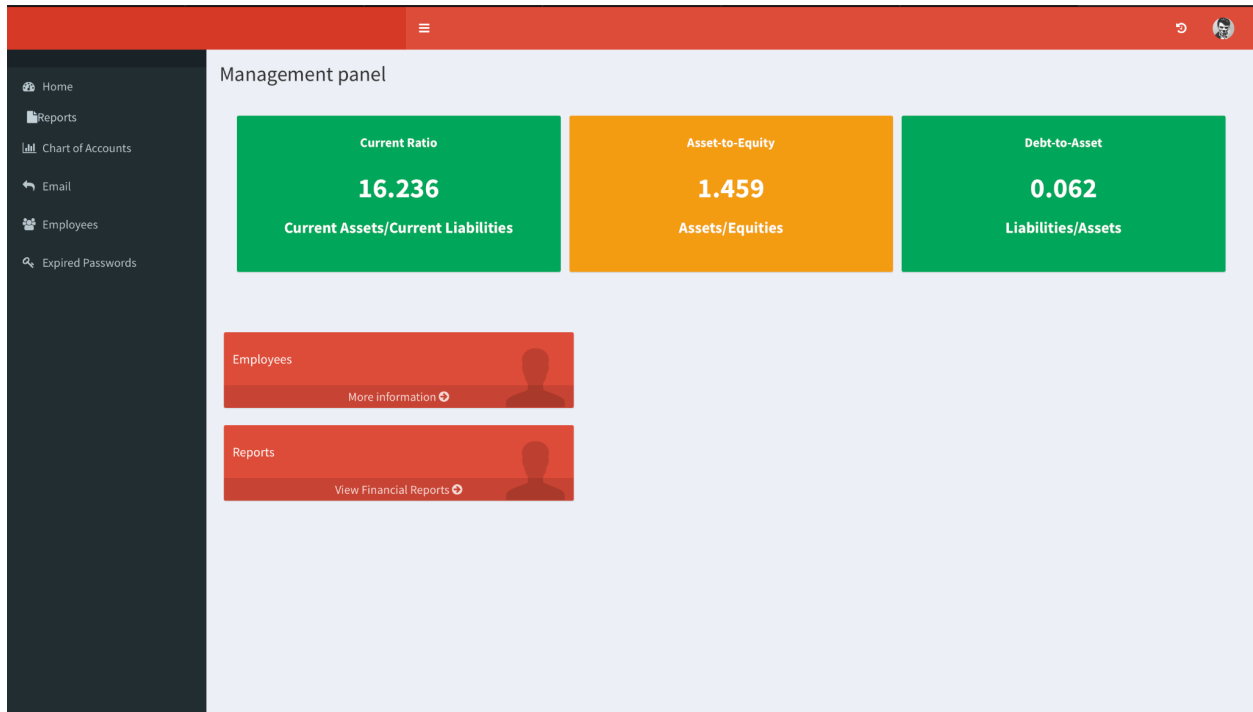 Home
Reports
Chart of Accounts
Email
Employees
Expired Passwords
Management panel
Current Ratio
16.236
Current Assets/Current Liabilities
Asset-to-Equity
1.459
Assets/Equities
Debt-to-Asset
0.062
Liabilities/Assets
Employees
More information
Reports
View Financial Reports